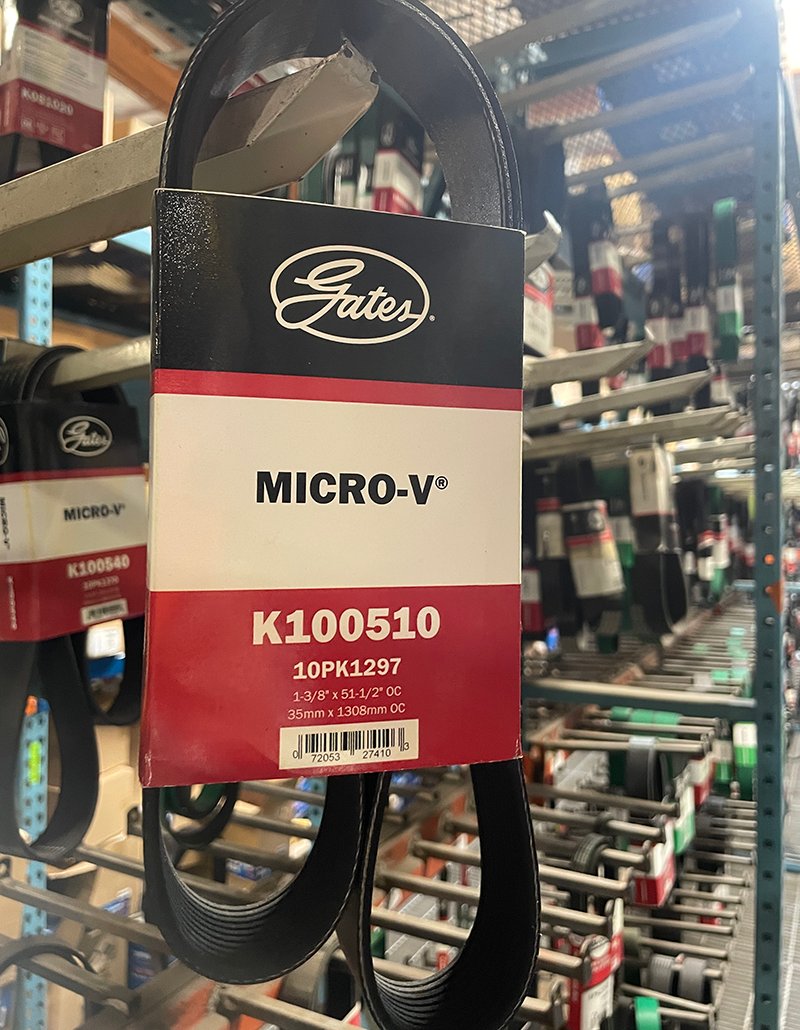 Gates
MICRO-V®
K100510
10PK1297
1-3/8" x 51-1/2" OC
35mm x 1308mm OC
0 72053 27410 3
Gates
MICRO-V®
K100540